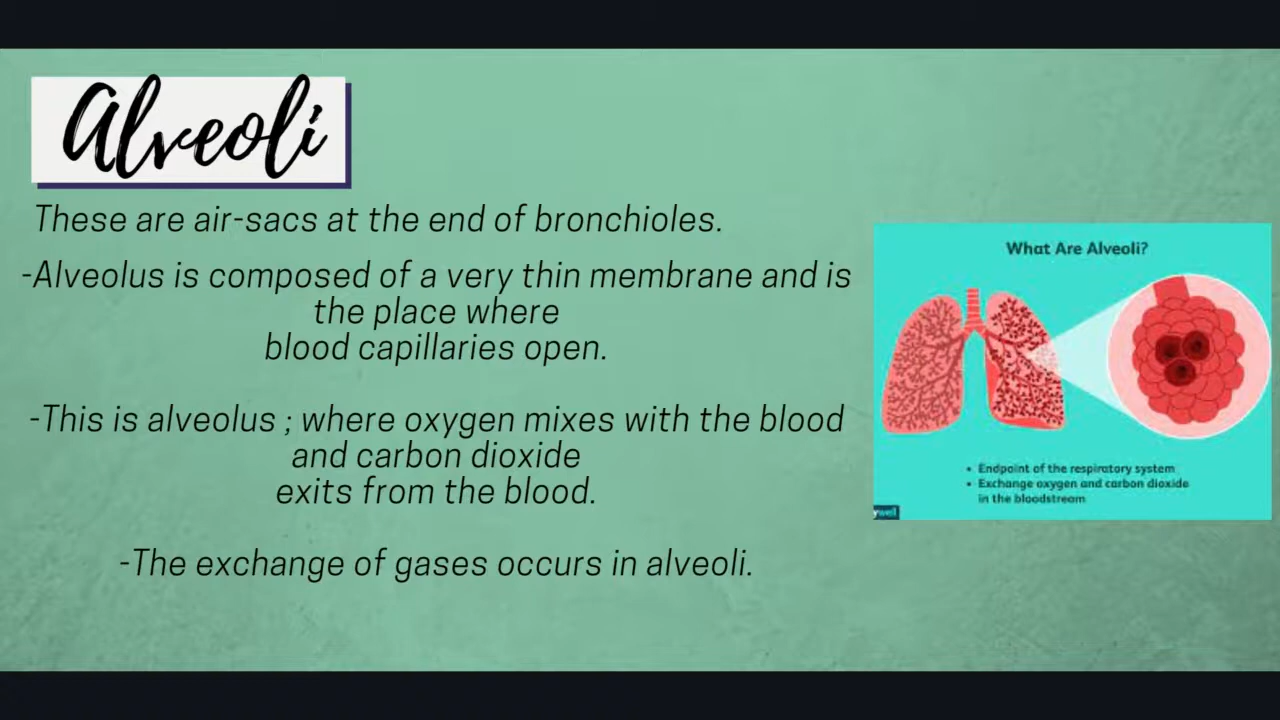 Alveoli
These are air-sacs at the end of bronchioles.
-Alveolus is composed of a very thin membrane and is
the place where
blood capillaries open.
-This is alveolus ; where oxygen mixes with the blood
and carbon dioxide
exits from the blood.
-The exchange of gases occurs in alveoli.
What Are Alveoli?
• Endpoint of the respiratory system
• Exchange oxygen and carbon dioxide
in the bloodstream
ywell